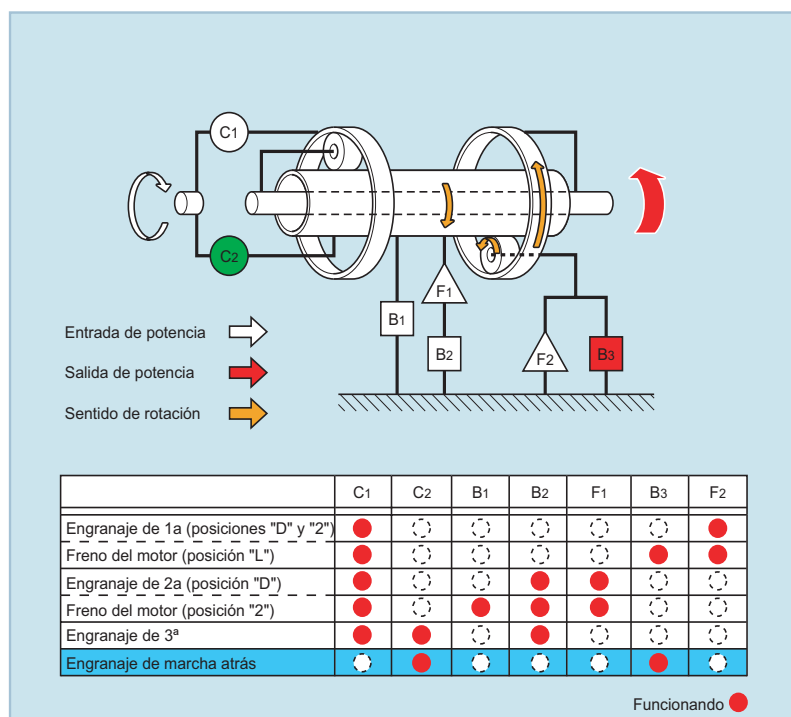 C1
C2
F1
B1
B2
F2
B3
Entrada de potencia
Salida de potencia
Sentido de rotación
C1 C2 B1 B2 F1 B3 F2
Engranaje de 1a (posiciones "D" y "2")
Freno del motor (posición "L")
Engranaje de 2a (posición "D")
Freno del motor (posición "2")
Engranaje de 3ª
Engranaje de marcha atrás
Funcionando